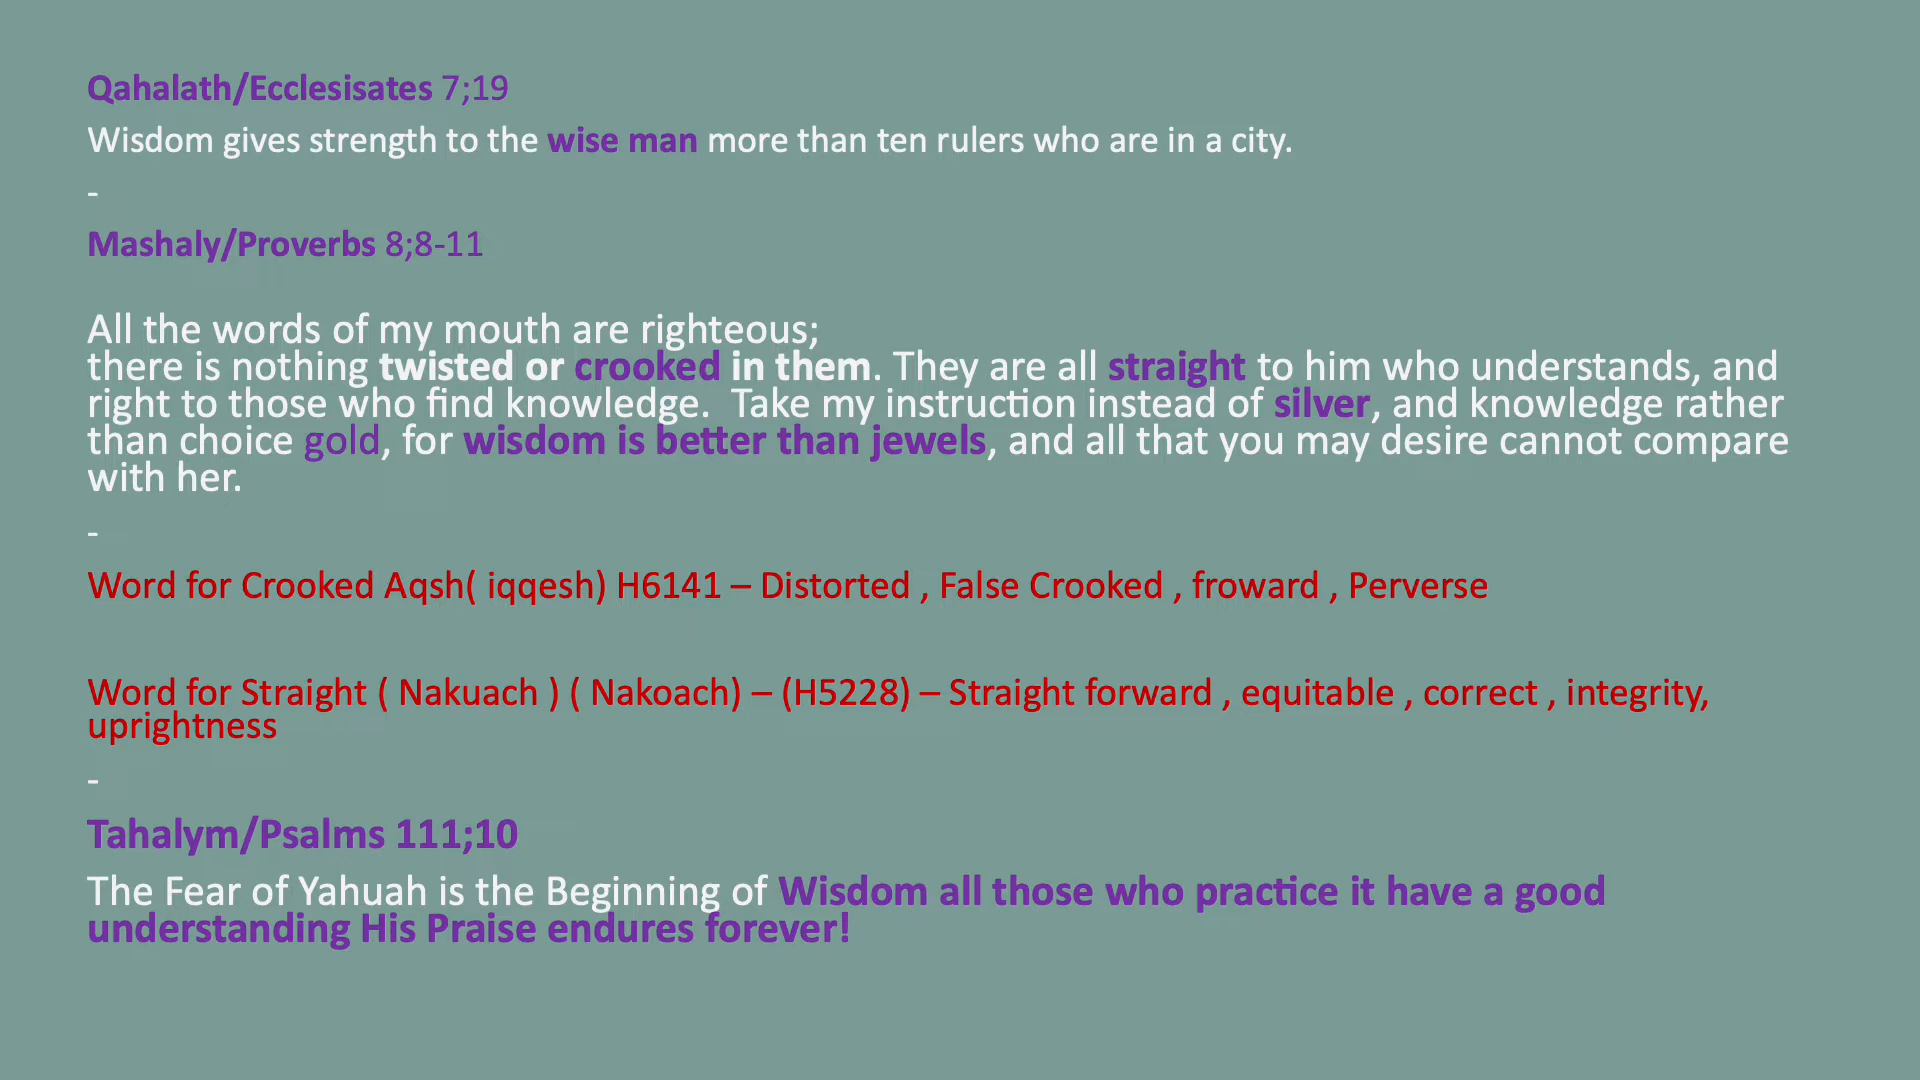 Qahalath/Ecclesisates 7;19
Wisdom gives strength to the wise man more than ten rulers who are in a city.
-
Mashaly/Proverbs 8;8-11
All the words of my mouth are righteous;
there is nothing twisted or crooked in them. They are all straight to him who understands, and
right to those who find knowledge.  Take my instruction instead of silver, and knowledge rather
than choice gold, for wisdom is better than jewels, and all that you may desire cannot compare
with her.
-
Word for Crooked Aqsh( iqqesh) H6141 – Distorted , False Crooked , froward , Perverse
Word for Straight ( Nakuach ) ( Nakoach) – (H5228) – Straight forward , equitable , correct , integrity,
uprightness
-
Tahalym/Psalms 111;10
The Fear of Yahuah is the Beginning of Wisdom all those who practice it have a good
understanding His Praise endures forever!